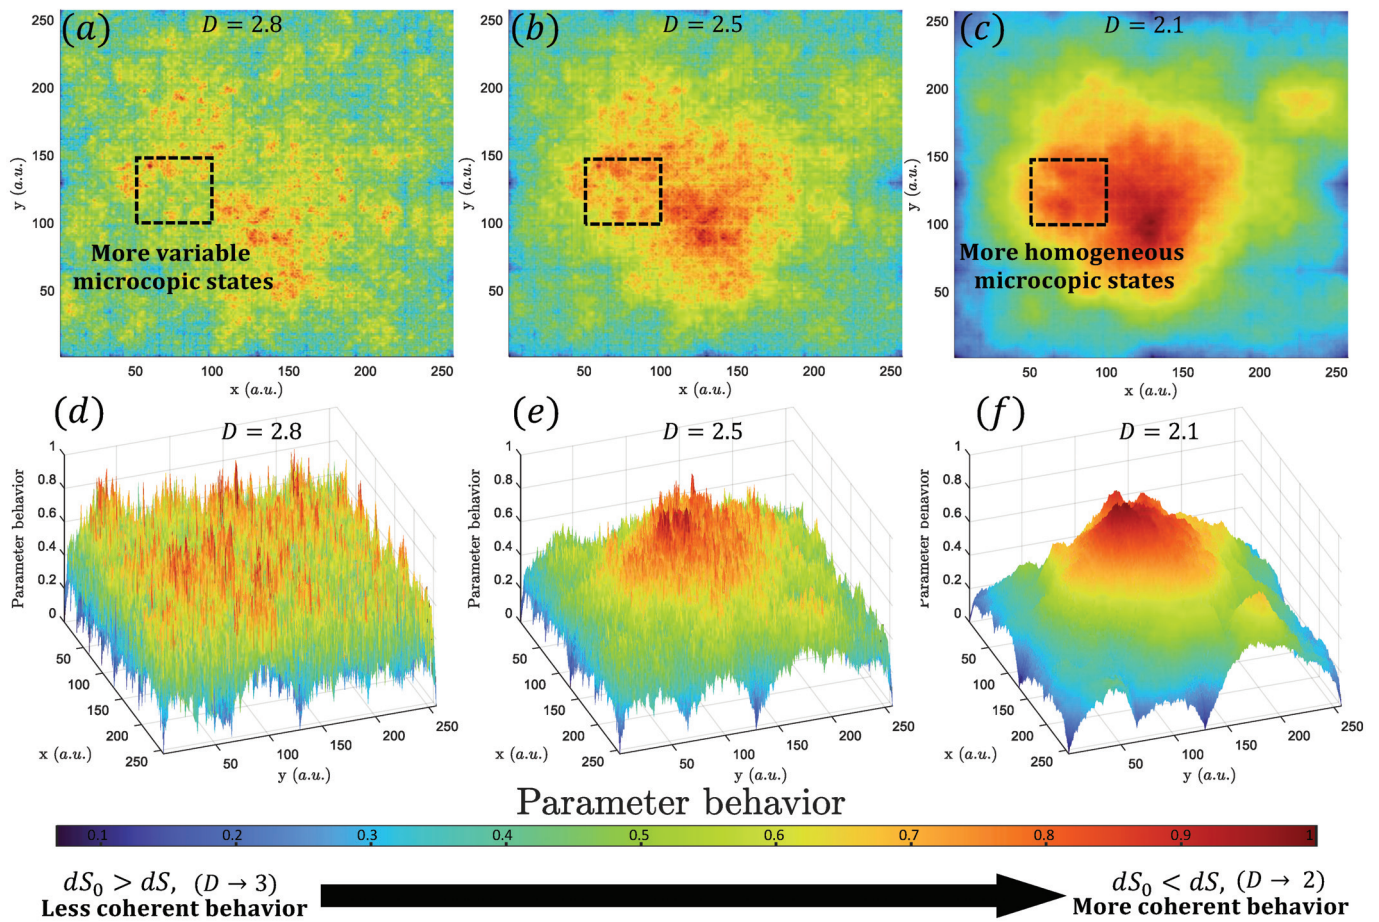 (a) D = 2.8
(b) D = 2.5
(c) D = 2.1
250
200
150
100
50
y (a.u.)
More variable
microcopic states
50 100 150 200 250
x (a.u.)
250
200
150
100
50
y (a.u.)
50 100 150 200 250
x (a.u.)
250
200
150
100
50
y (a.u.)
More homogeneous
microcopic states
50 100 150 200 250
x (a.u.)
(d) D = 2.8
1
0.8
0.6
0.4
0.2
0
Parameter behavior
50
100
150
200
250
x (a.u.)
50 100 150 200 250
y (a.u.)
(e) D = 2.5
1
0.8
0.6
0.4
0.2
0
Parameter behavior
50
100
150
200
250
x (a.u.)
50 100 150 200 250
y (a.u.)
(f) D = 2.1
1
0.8
0.6
0.4
0.2
0
Parameter behavior
50
100
150
200
250
x (a.u.)
50 100 150 200 250
y (a.u.)
Parameter behavior
0.1 0.2 0.3 0.4 0.5 0.6 0.7 0.8 0.9 1
dS₀ > dS, (D → 3)
Less coherent behavior
dS₀ < dS, (D → 2)
More coherent behavior